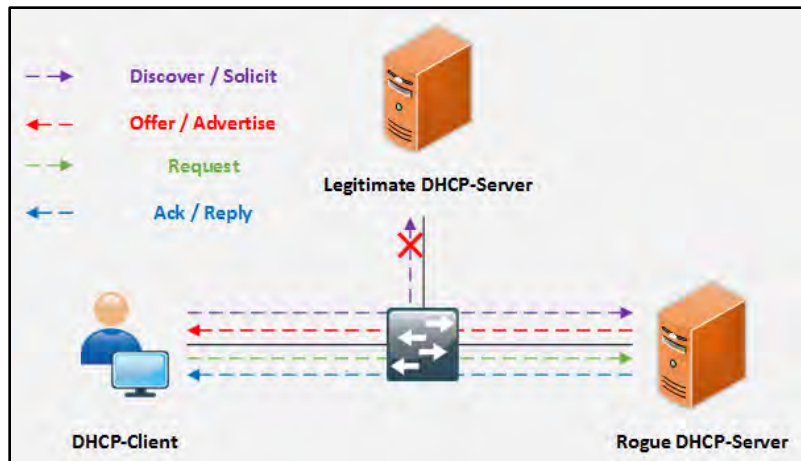 Discover / Solicit
Offer / Advertise
Request
Ack / Reply
Legitimate DHCP-Server
DHCP-Client
Rogue DHCP-Server